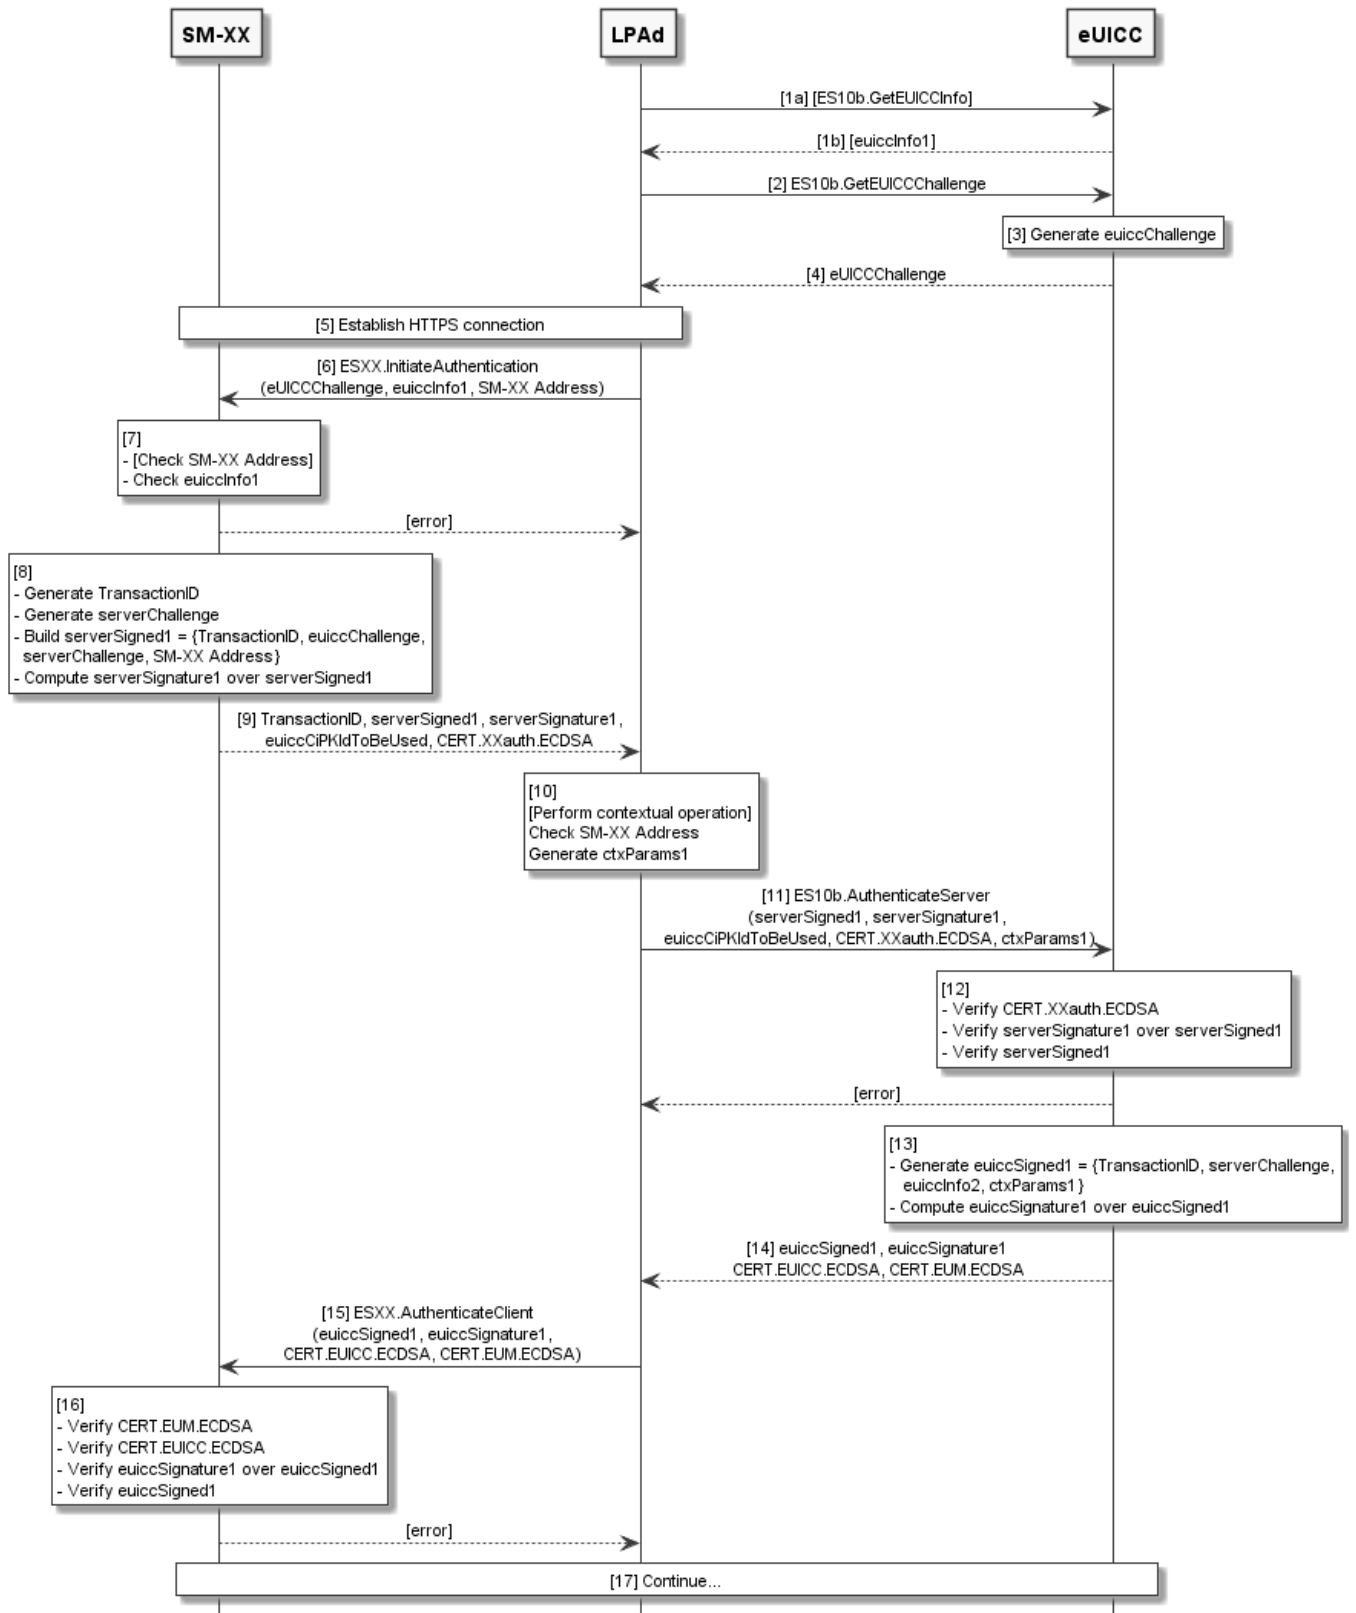 SM-XX
LPAd
eUICC
[1a] [ES10b.GetEUICCInfo]
[1b] [euiccInfo1]
[2] ES10b.GetEUICCChallenge
[3] Generate euiccChallenge
[4] eUICCChallenge
[5] Establish HTTPS connection
[6] ESXX.InitiateAuthentication
(eUICCChallenge, euiccInfo1, SM-XX Address)
[7]
- [Check SM-XX Address]
- Check euiccInfo1
[error]
[8]
- Generate TransactionID
- Generate serverChallenge
- Build serverSigned1 = {TransactionID, euiccChallenge,
serverChallenge, SM-XX Address}
- Compute serverSignature1 over serverSigned1
[9] TransactionID, serverSigned1, serverSignature1,
euiccCiPKIdToBeUsed, CERT.XXauth.ECDSA
[10]
[Perform contextual operation]
Check SM-XX Address
Generate ctxParams1
[11] ES10b.AuthenticateServer
(serverSigned1, serverSignature1,
euiccCiPKIdToBeUsed, CERT.XXauth.ECDSA, ctxParams1)
[12]
- Verify CERT.XXauth.ECDSA
- Verify serverSignature1 over serverSigned1
- Verify serverSigned1
[error]
[13]
- Generate euiccSigned1 = {TransactionID, serverChallenge,
euiccInfo2, ctxParams1}
- Compute euiccSignature1 over euiccSigned1
[14] euiccSigned1, euiccSignature1
CERT.EUICC.ECDSA, CERT.EUM.ECDSA
[15] ESXX.AuthenticateClient
(euiccSigned1, euiccSignature1,
CERT.EUICC.ECDSA, CERT.EUM.ECDSA)
[16]
- Verify CERT.EUM.ECDSA
- Verify CERT.EUICC.ECDSA
- Verify euiccSignature1 over euiccSigned1
- Verify euiccSigned1
[error]
[17] Continue...